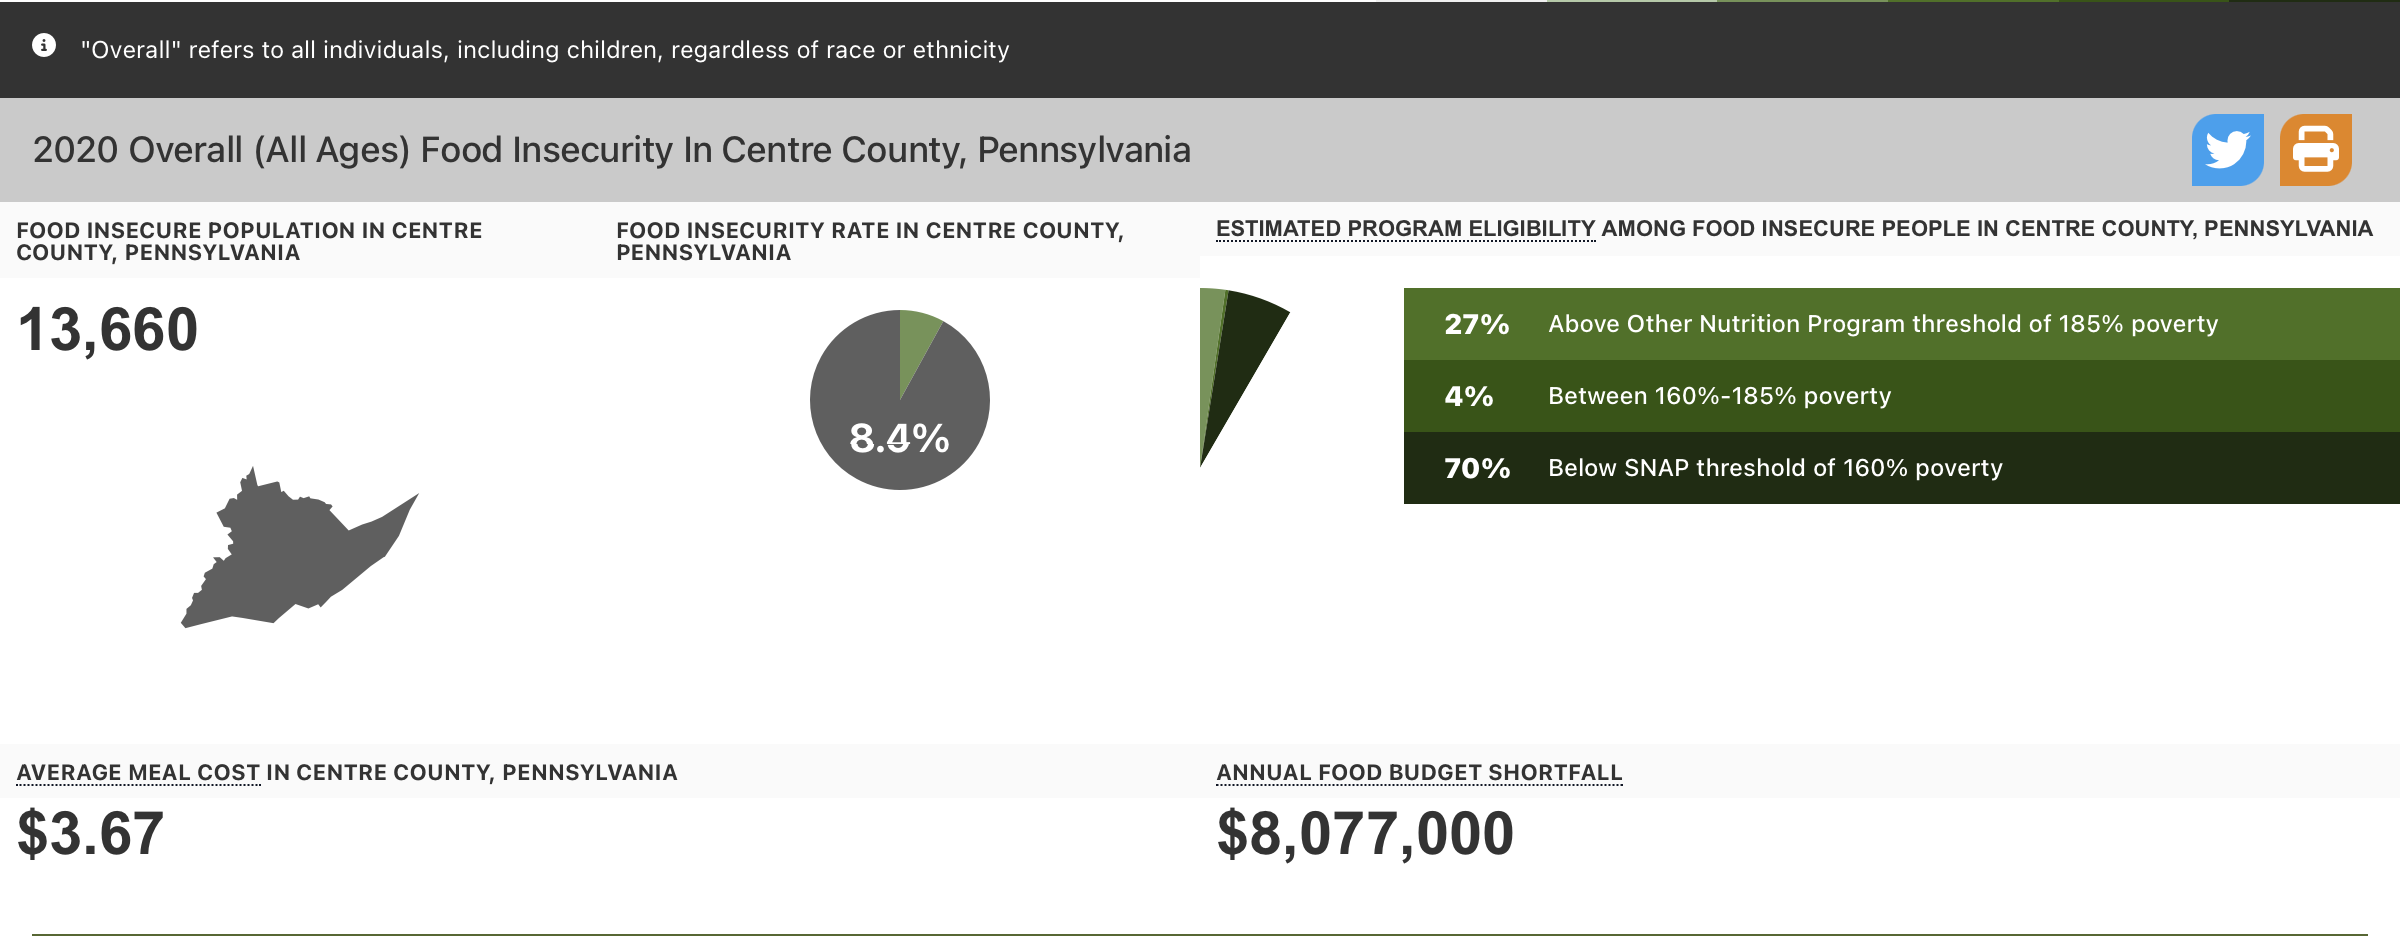 "Overall" refers to all individuals, including children, regardless of race or ethnicity
2020 Overall (All Ages) Food Insecurity In Centre County, Pennsylvania
FOOD INSECURE POPULATION IN CENTRE
COUNTY, PENNSYLVANIA
13,660
FOOD INSECURITY RATE IN CENTRE COUNTY,
PENNSYLVANIA
8.4%
ESTIMATED PROGRAM ELIGIBILITY AMONG FOOD INSECURE PEOPLE IN CENTRE COUNTY, PENNSYLVANIA
27% Above Other Nutrition Program threshold of 185% poverty
4% Between 160%-185% poverty
70% Below SNAP threshold of 160% poverty
AVERAGE MEAL COST IN CENTRE COUNTY, PENNSYLVANIA
$3.67
ANNUAL FOOD BUDGET SHORTFALL
$8,077,000